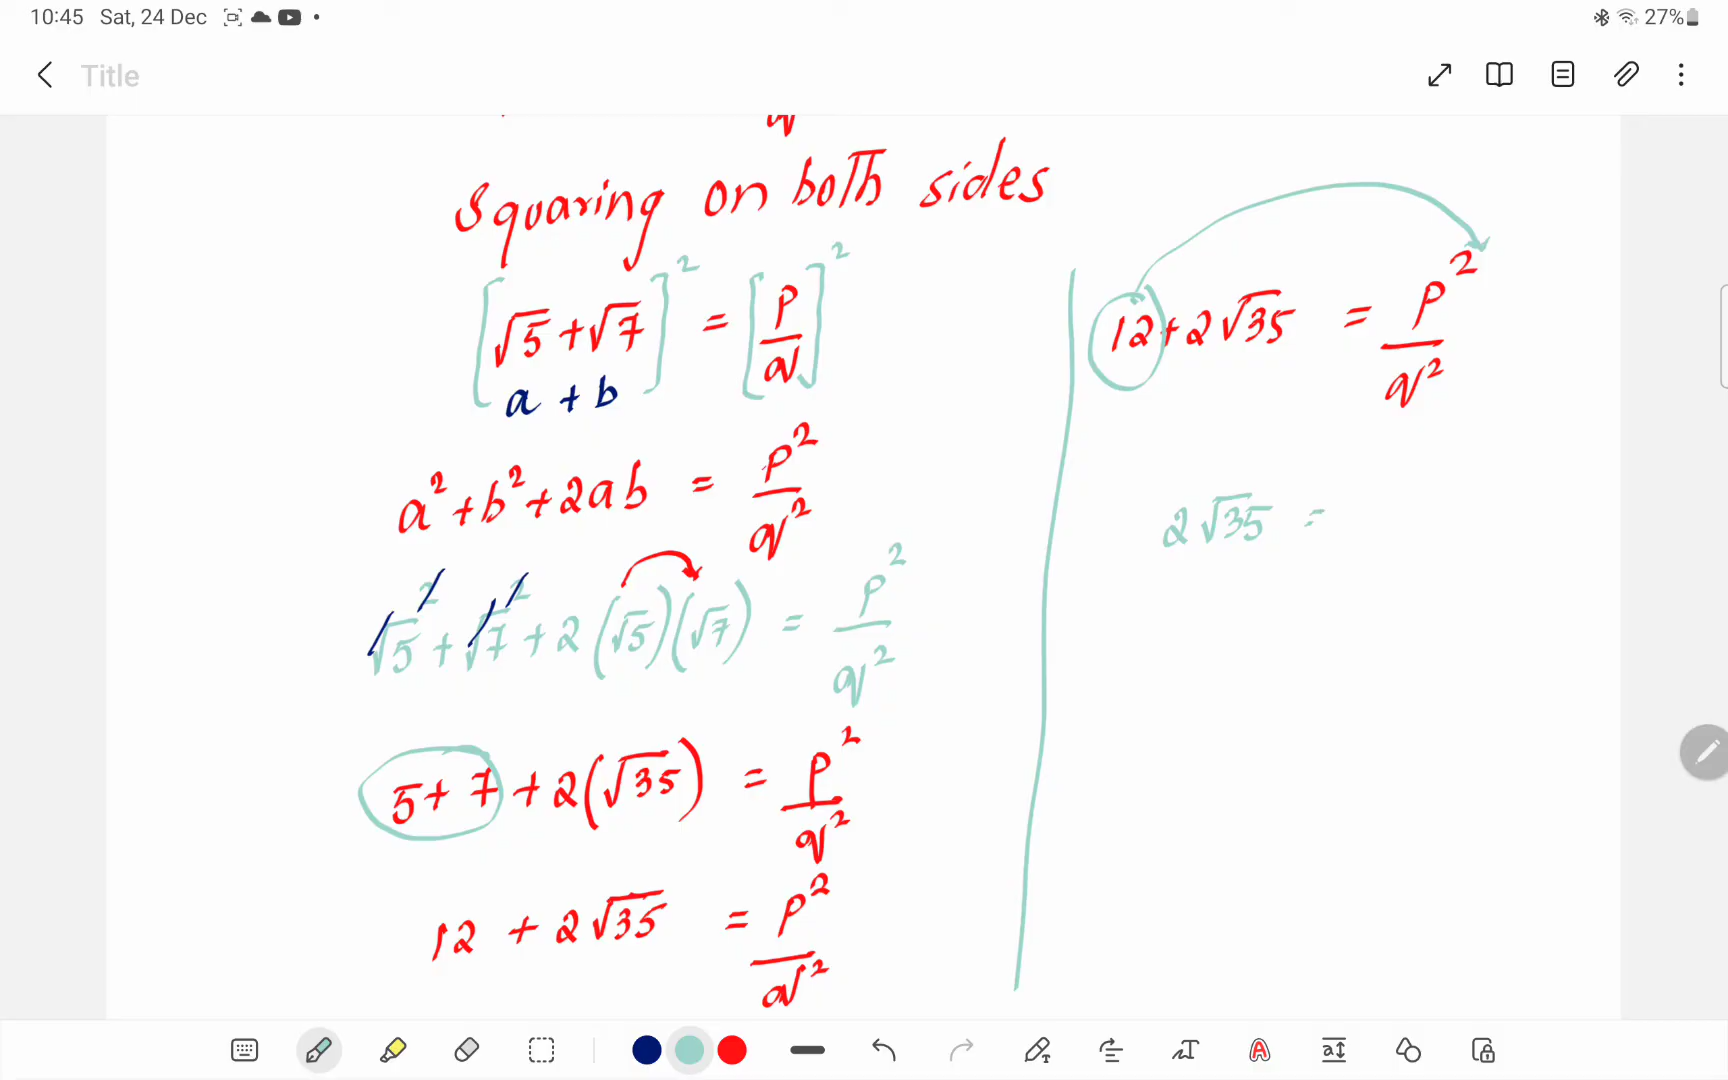 10:45 Sat, 24 Dec 27%
Title
Squaring on both sides
[√5 + √7]² = [p/q]²
a + b
a² + b² + 2ab = p²/q²
√5² + √7² + 2(√5)(√7) = p²/q²
5 + 7 + 2(√35) = p²/q²
12 + 2√35 = p²/q²
12 + 2√35 = p²/q²
2√35 =